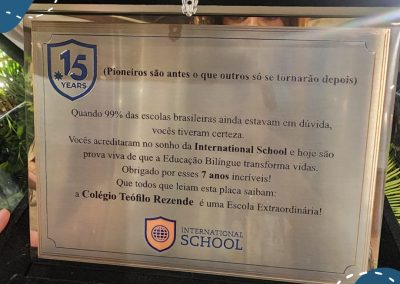 15
YEARS
(Pioneiros são antes o que outros só se tornarão depois)
Quando 99% das escolas brasileiras ainda estavam em dúvida,
vocês tiveram certeza.
Vocês acreditaram no sonho da International School e hoje são
prova viva de que a Educação Bilíngue transforma vidas.
Obrigado por esses 7 anos incríveis!
Que todos que leiam esta placa saibam:
a Colégio Teófilo Rezende é uma Escola Extraordinária!
INTERNATIONAL
SCHOOL